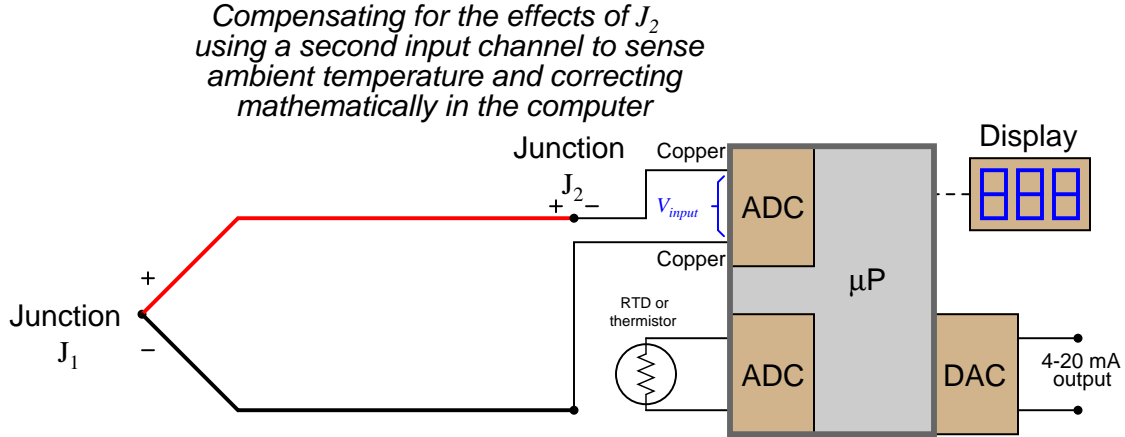 Compensating for the effects of J2
using a second input channel to sense
ambient temperature and correcting
mathematically in the computer
Display
Junction
J2
+ −
Copper
Vinput
ADC
Copper
μP
+
Junction
J1
−
RTD or
thermistor
ADC
DAC
4-20 mA
output